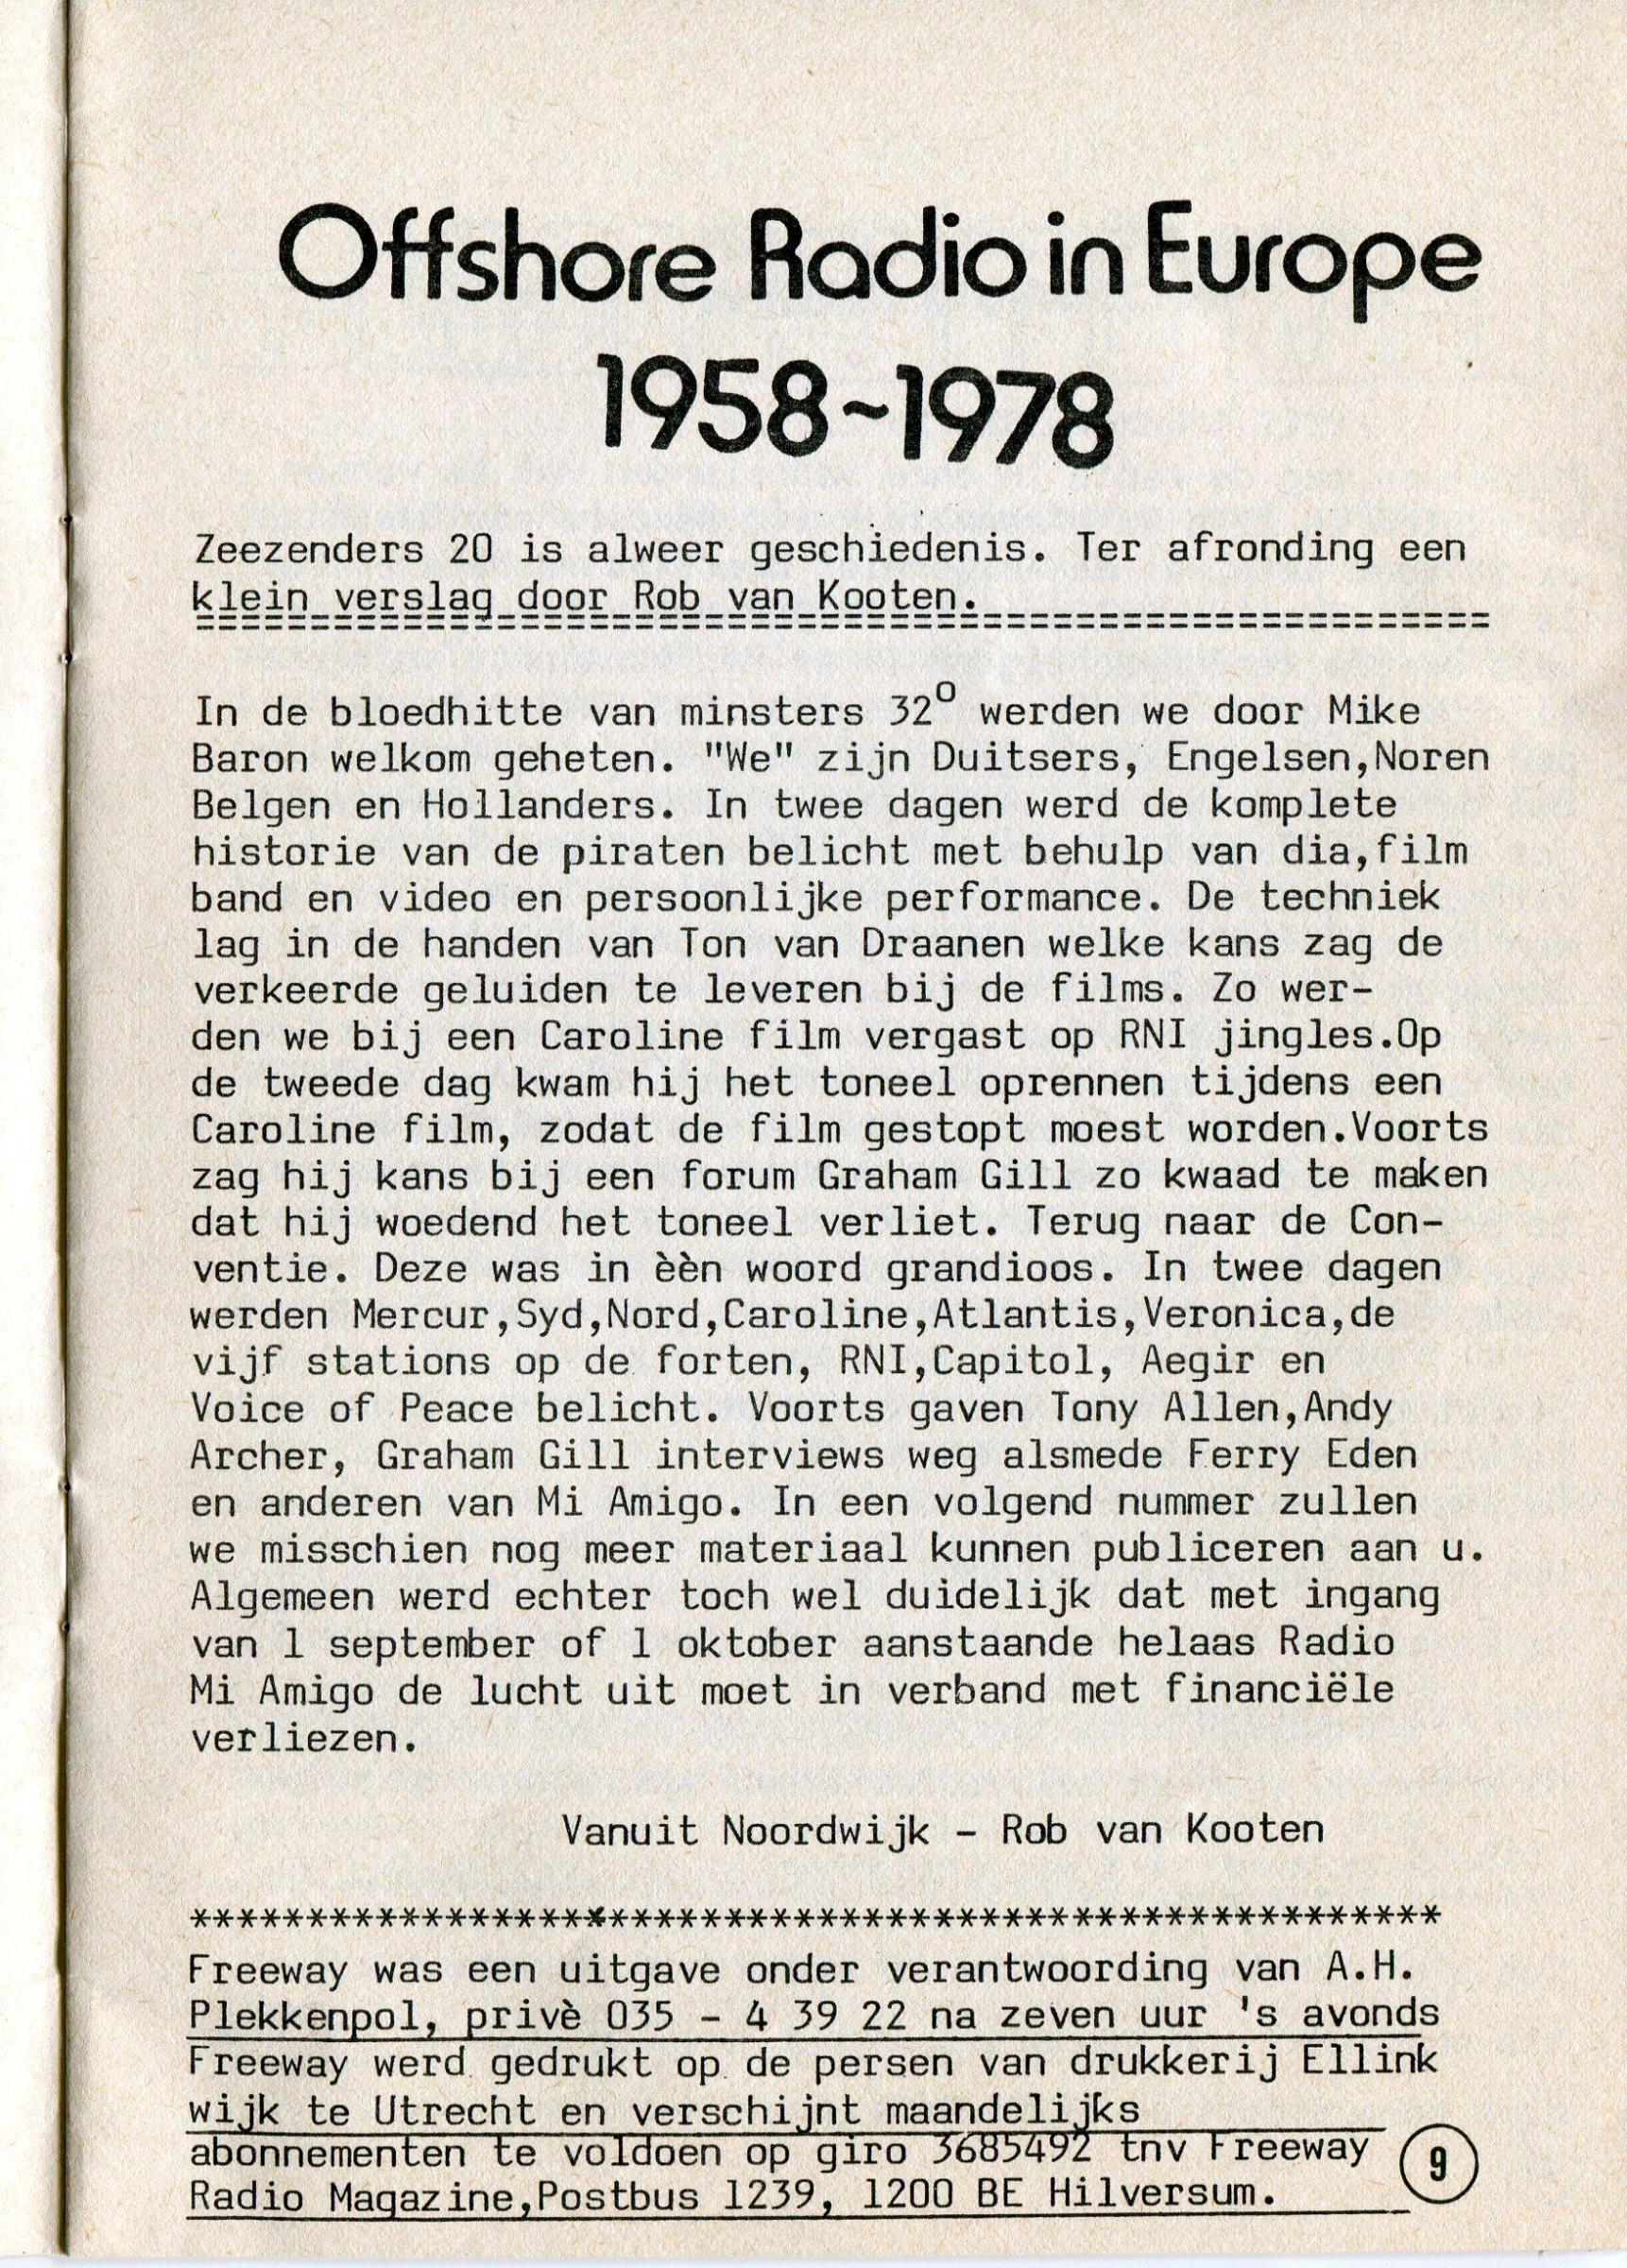 Offshore Radio in Europe
1958~1978
Zeezenders 20 is alweer geschiedenis. Ter afronding een
klein verslag door Rob van Kooten.
========================================================
In de bloedhitte van minsters 32° werden we door Mike
Baron welkom geheten. "We" zijn Duitsers, Engelsen,Noren
Belgen en Hollanders. In twee dagen werd de komplete
historie van de piraten belicht met behulp van dia,film
band en video en persoonlijke performance. De techniek
lag in de handen van Ton van Draanen welke kans zag de
verkeerde geluiden te leveren bij de films. Zo wer-
den we bij een Caroline film vergast op RNI jingles.Op
de tweede dag kwam hij het toneel oprennen tijdens een
Caroline film, zodat de film gestopt moest worden.Voorts
zag hij kans bij een forum Graham Gill zo kwaad te maken
dat hij woedend het toneel verliet. Terug naar de Con-
ventie. Deze was in èèn woord grandioos. In twee dagen
werden Mercur,Syd,Nord,Caroline,Atlantis,Veronica,de
vijf stations op de forten, RNI,Capitol, Aegir en
Voice of Peace belicht. Voorts gaven Tony Allen,Andy
Archer, Graham Gill interviews weg alsmede Ferry Eden
en anderen van Mi Amigo. In een volgend nummer zullen
we misschien nog meer materiaal kunnen publiceren aan u.
Algemeen werd echter toch wel duidelijk dat met ingang
van 1 september of 1 oktober aanstaande helaas Radio
Mi Amigo de lucht uit moet in verband met financiële
verliezen.
Vanuit Noordwijk - Rob van Kooten
******************************************************
Freeway was een uitgave onder verantwoording van A.H.
Plekkenpol, privè 035 - 4 39 22 na zeven uur 's avonds
Freeway werd gedrukt op de persen van drukkerij Ellink
wijk te Utrecht en verschijnt maandelijks
abonnementen te voldoen op giro 3685492 tnv Freeway
Radio Magazine,Postbus 1239, 1200 BE Hilversum.
9